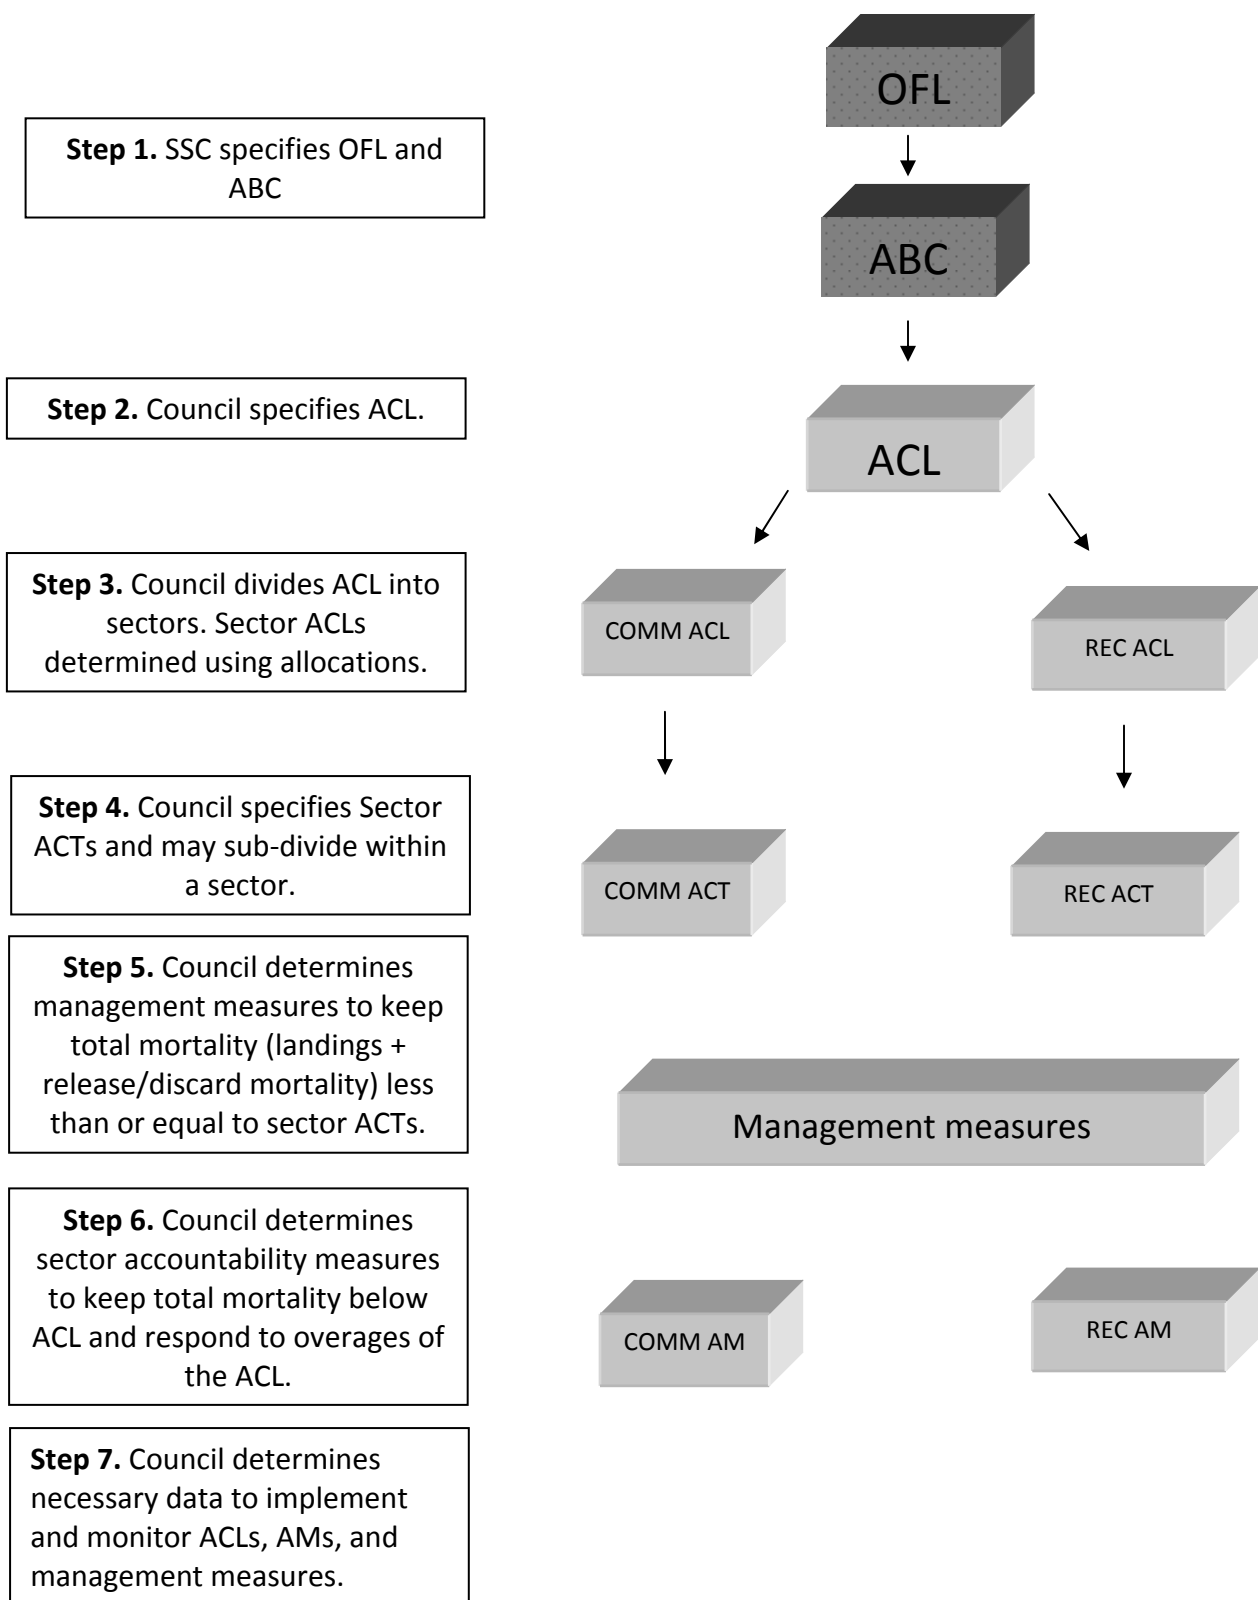 OFL
Step 1. SSC specifies OFL and
ABC
ABC
Step 2. Council specifies ACL.
ACL
Step 3. Council divides ACL into
sectors. Sector ACLs
determined using allocations.
COMM ACL
REC ACL
Step 4. Council specifies Sector
ACTs and may sub-divide within
a sector.
COMM ACT
REC ACT
Step 5. Council determines
management measures to keep
total mortality (landings +
release/discard mortality) less
than or equal to sector ACTs.
Management measures
Step 6. Council determines
sector accountability measures
to keep total mortality below
ACL and respond to overages of
the ACL.
COMM AM
REC AM
Step 7. Council determines
necessary data to implement
and monitor ACLs, AMs, and
management measures.